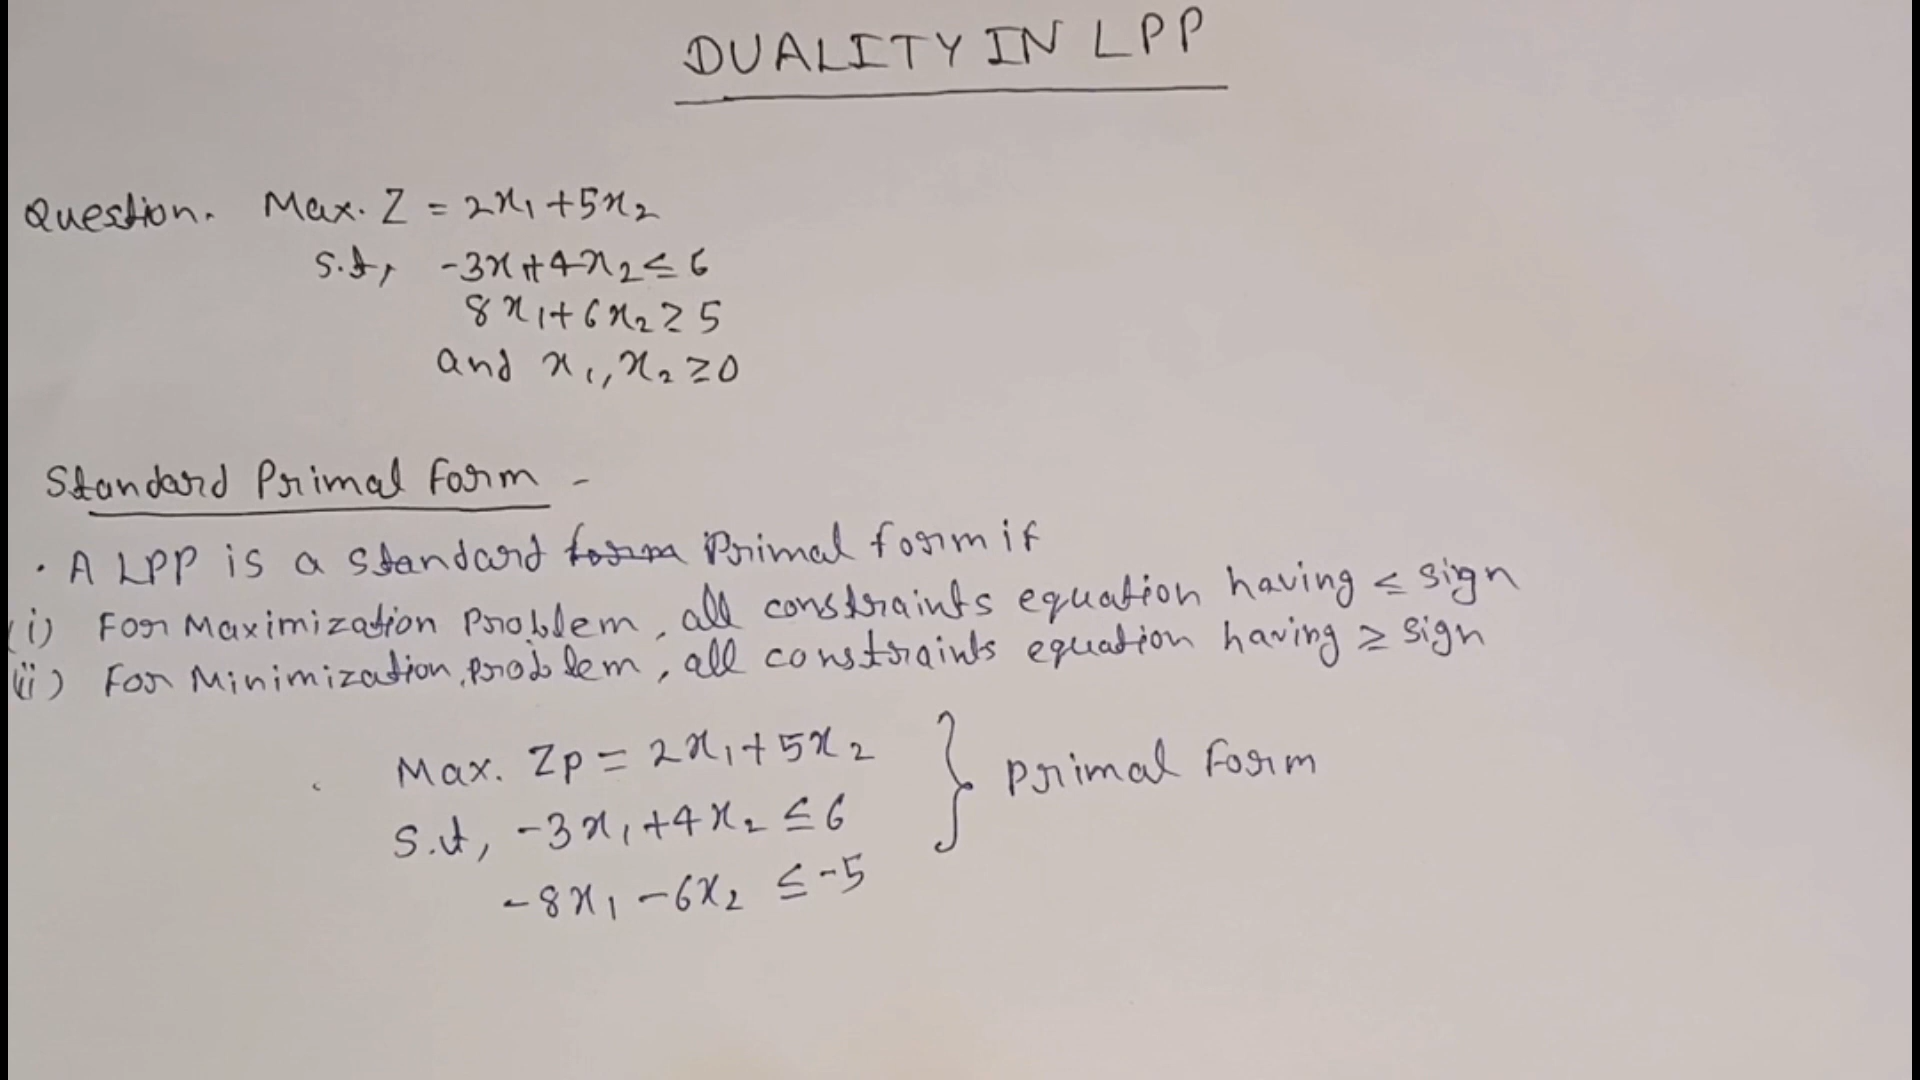 DUALITY IN LPP
Question. Max. Z = 2x₁+5x₂
S.t, -3x₁+4x₂ ≤ 6
8x₁+6x₂ ≥ 5
and x₁,x₂ ≥0
Standard Primal Form -
· A LPP is a standard form Primal form if
(i) For Maximization Problem, all constraints equation having ≤ sign
(ii) For Minimization, problem, all constraints equation having ≥ sign
Max. Zp = 2x₁+5x₂ } Primal Form
S.t, -3x₁+4x₂ ≤6
-8x₁ -6x₂ ≤-5